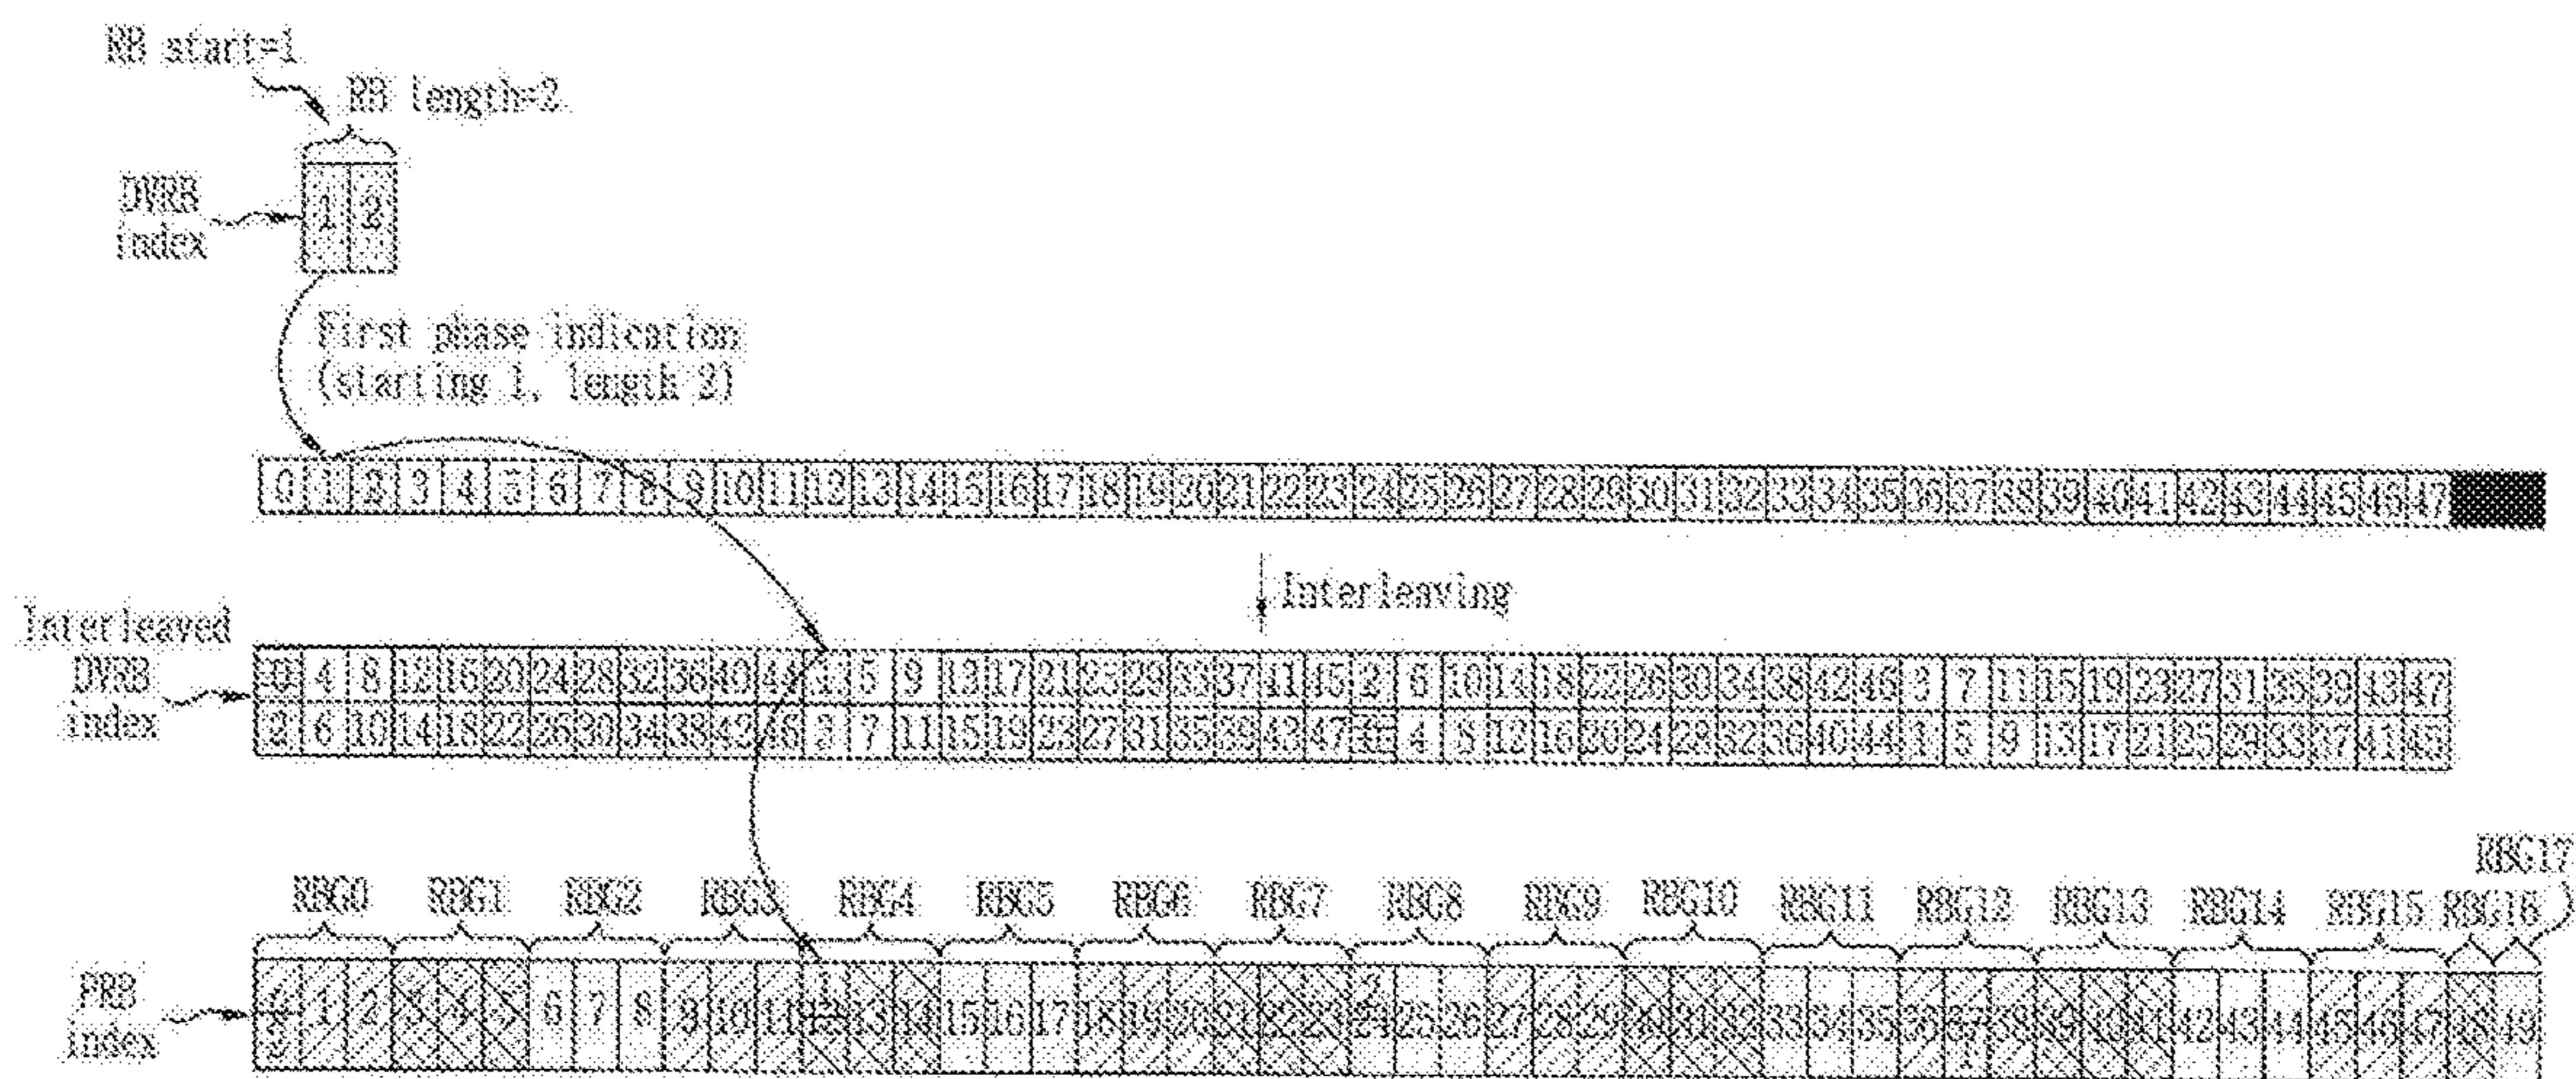 RB start=1
RB length=2
DVRB
index
1 2
First phase indication
(starting 1, length 2)
0 1 2 3 4 5 6 7 8 9 10 11 12 13 14 15 16 17 18 19 20 21 22 23 24 25 26 27 28 29 30 31 32 33 34 35 36 37 38 39 40 41 42 43 44 45 46 47
Interleaving
Interleaved
DVRB
index
0 4 8 12 16 20 24 28 32 36 40 44 1 5 9 13 17 21 25 29 33 37 41 45 2 6 10 14 18 22 26 30 34 38 42 46 3 7 11 15 19 23 27 31 35 39 43 47
2 6 10 14 18 22 26 30 34 38 42 46 3 7 11 15 19 23 27 31 35 39 43 47 4 8 12 16 20 24 28 32 36 40 44 1 5 9 13 17 21 25 29 33 37 41 45
RBG17
RBG0 RBG1 RBG2 RBG3 RBG4 RBG5 RBG6 RBG7 RBG8 RBG9 RBG10 RBG11 RBG12 RBG13 RBG14 RBG15 RBG16
PRB
index
1 2 3 4 5 6 7 8 9 10 11 12 13 14 15 16 17 18 19 20 21 22 23 24 25 26 27 28 29 30 31 32 33 34 35 36 37 38 39 40 41 42 43 44 45 46 47 48 49